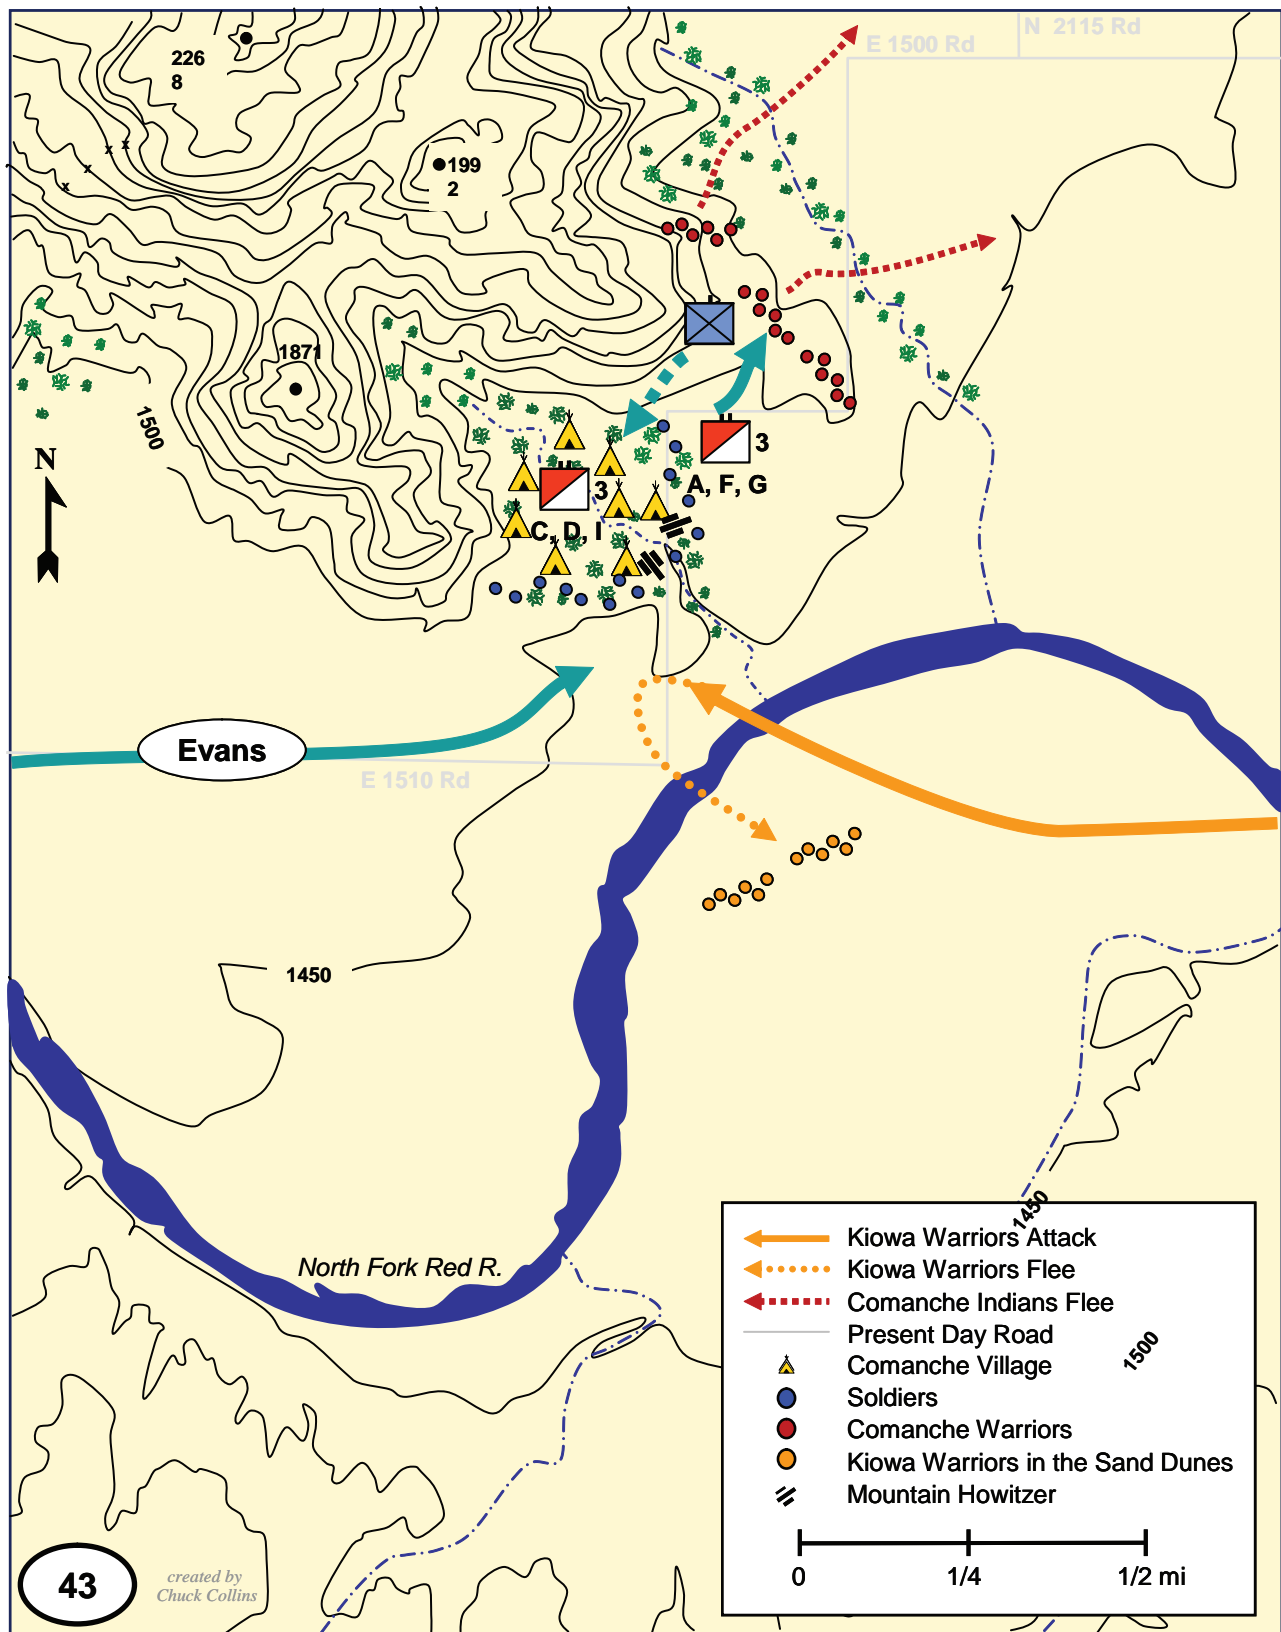 N 2115 Rd
E 1500 Rd
226
8
x
x
x
x
199
2
1871
1500
N
3
A, F, G
3
C, D, I
Evans
E 1510 Rd
1450
North Fork Red R.
1450
Kiowa Warriors Attack
Kiowa Warriors Flee
Comanche Indians Flee
Present Day Road
1500
Comanche Village
Soldiers
Comanche Warriors
Kiowa Warriors in the Sand Dunes
Mountain Howitzer
0 1/4 1/2 mi
43
created by
Chuck Collins